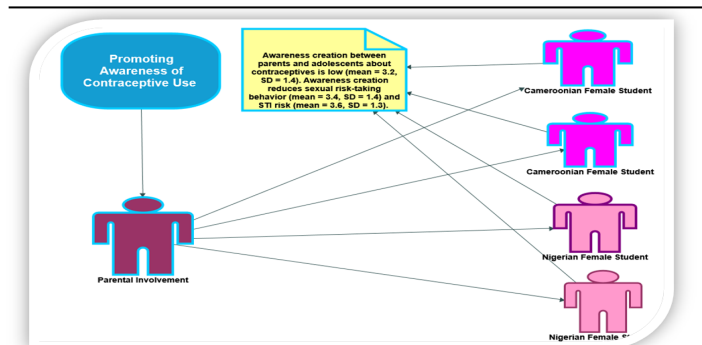 Promoting
Awareness of
Contraceptive Use
Awareness creation between
parents and adolescents about
contraceptives is low (mean = 3.2,
SD = 1.4). Awareness creation
reduces sexual risk-taking
behavior (mean = 3.4, SD = 1.4) and
STI risk (mean = 3.6, SD = 1.3).
Cameroonian Female Student
Cameroonian Female Student
Nigerian Female Student
Parental Involvement
Nigerian Female